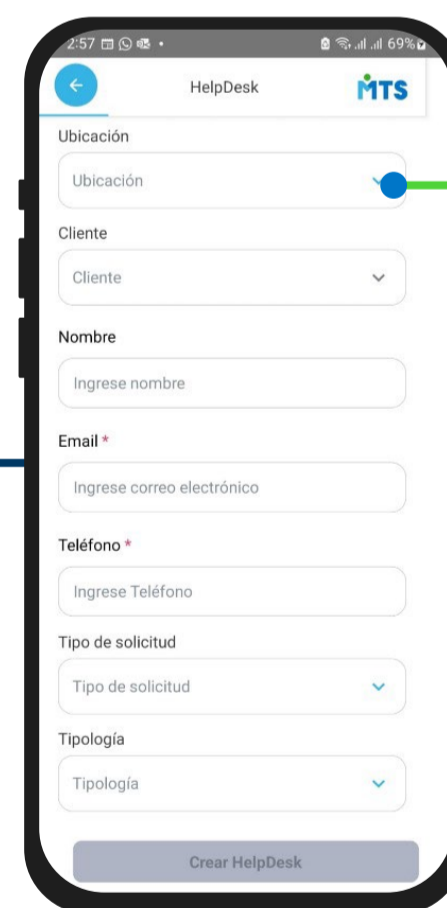 2:57
69%
HelpDesk
MTS
Ubicación
Ubicación
Cliente
Cliente
Nombre
Ingrese nombre
Email *
Ingrese correo electrónico
Teléfono *
Ingrese Teléfono
Tipo de solicitud
Tipo de solicitud
Tipología
Tipología
Crear HelpDesk